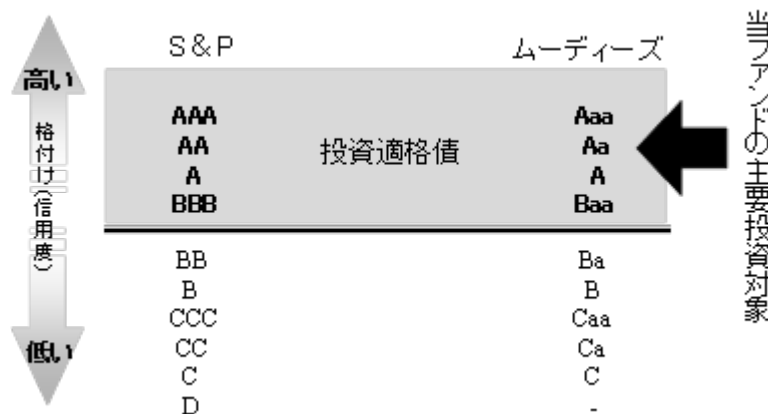 S&P ムーディーズ
高い
格付け(信用度)
低い
AAA Aaa
AA 投資適格債 Aa
A A
BBB Baa
BB Ba
B B
CCC Caa
CC Ca
C C
D -
当ファンドの主要投資対象